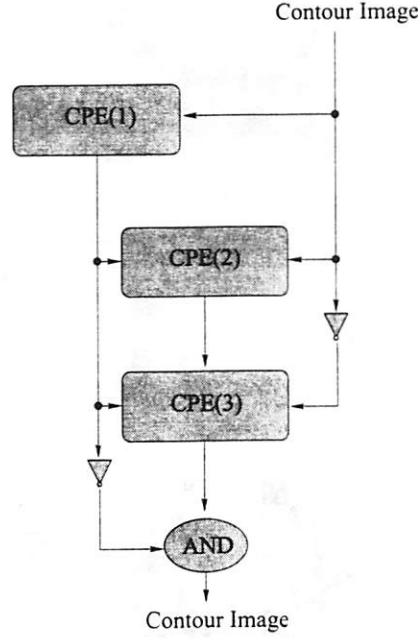 Contour Image
CPE(1)
CPE(2)
CPE(3)
AND
Contour Image